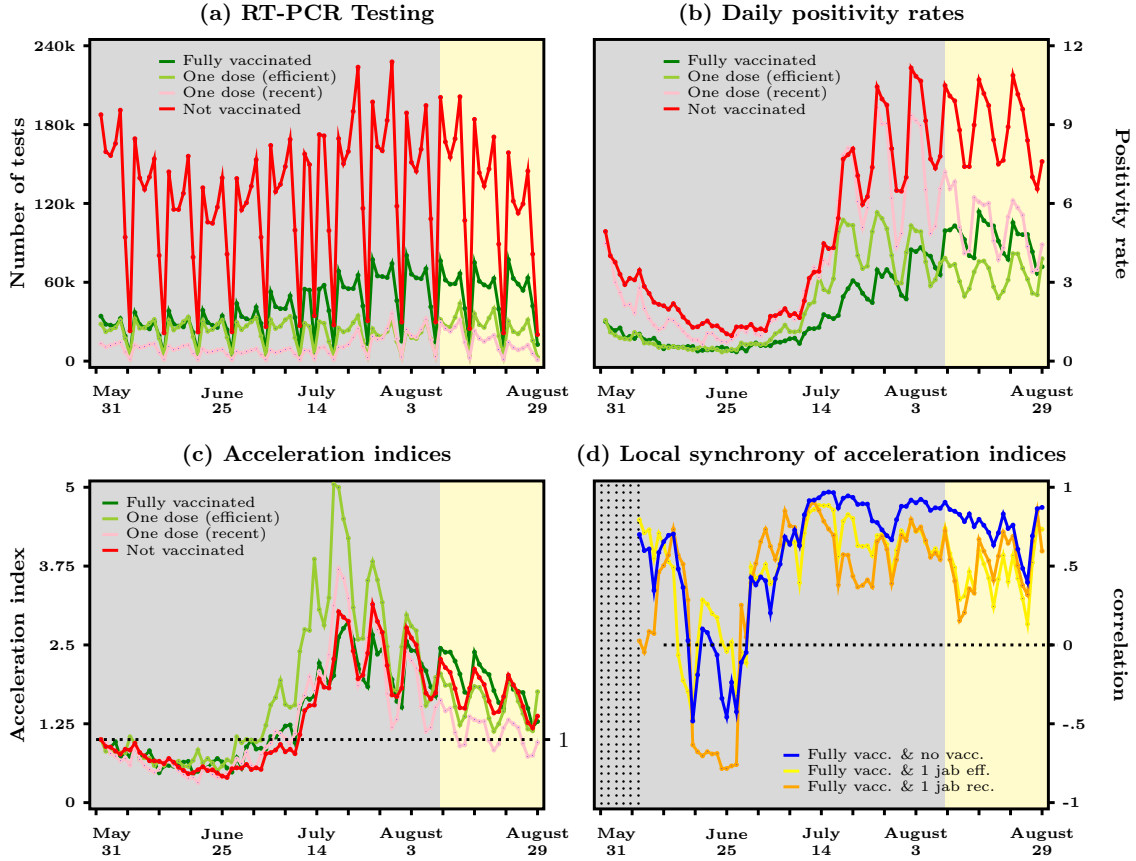 (a) RT-PCR Testing
240k
180k
120k
60k
0
Number of tests
Fully vaccinated
One dose (efficient)
One dose (recent)
Not vaccinated
May 31
June 25
July 14
August 3
August 29
(b) Daily positivity rates
Fully vaccinated
One dose (efficient)
One dose (recent)
Not vaccinated
12
9
6
3
0
Positivity rate
May 31
June 25
July 14
August 3
August 29
(c) Acceleration indices
5
3.75
2.5
1.25
0
Acceleration index
Fully vaccinated
One dose (efficient)
One dose (recent)
Not vaccinated
1
May 31
June 25
July 14
August 3
August 29
(d) Local synchrony of acceleration indices
1
.5
0
-.5
-1
correlation
Fully vacc. & no vacc.
Fully vacc. & 1 jab eff.
Fully vacc. & 1 jab rec.
May 31
June 25
July 14
August 3
August 29